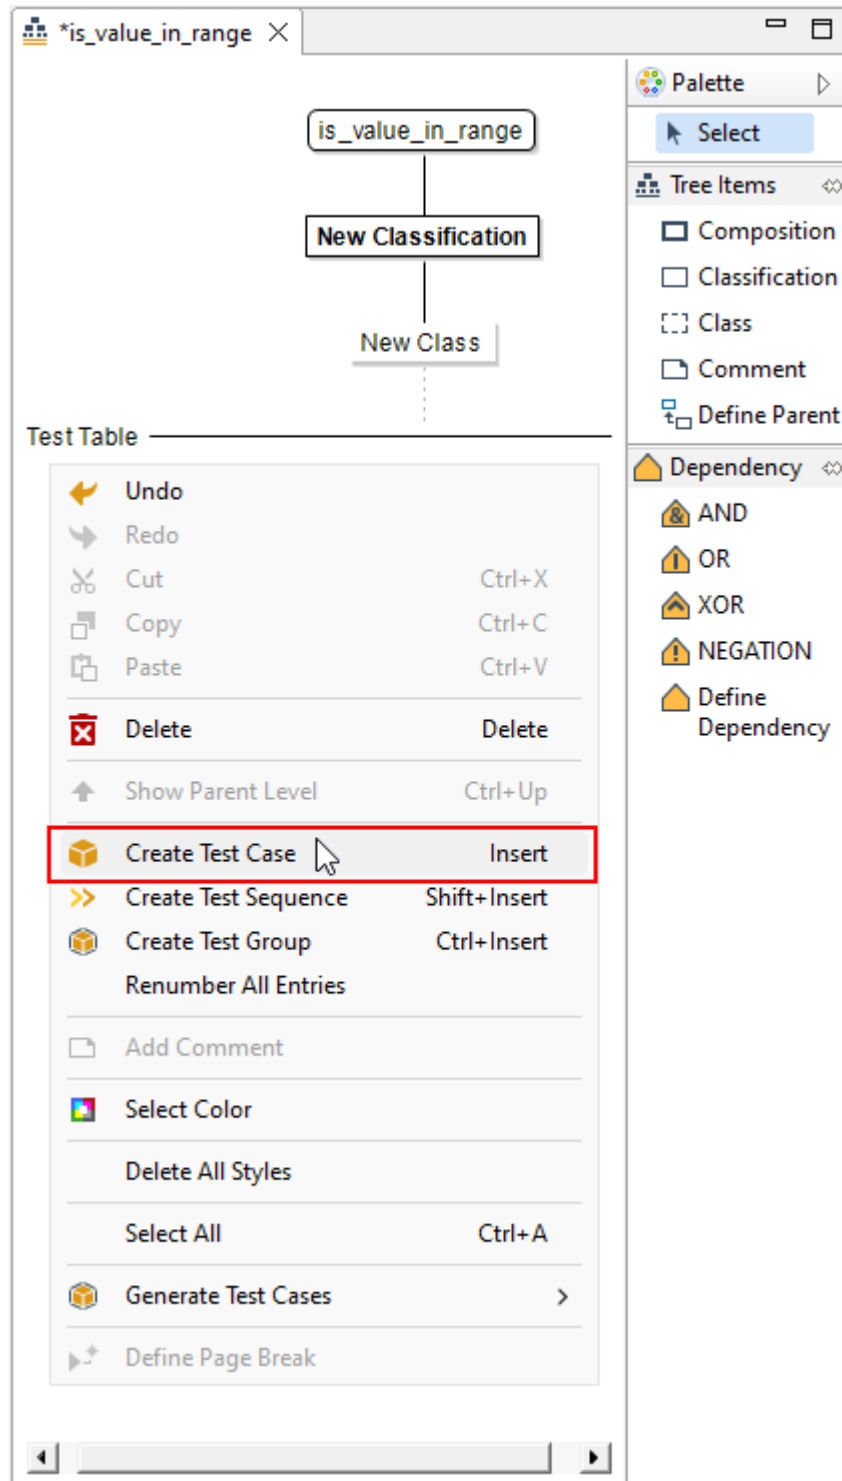 *is_value_in_range
is_value_in_range
New Classification
New Class
Test Table
Undo
Redo
Cut Ctrl+X
Copy Ctrl+C
Paste Ctrl+V
Delete Delete
Show Parent Level Ctrl+Up
Create Test Case Insert
Create Test Sequence Shift+Insert
Create Test Group Ctrl+Insert
Renumber All Entries
Add Comment
Select Color
Delete All Styles
Select All Ctrl+A
Generate Test Cases
Define Page Break
Palette
Select
Tree Items
Composition
Classification
Class
Comment
Define Parent
Dependency
AND
OR
XOR
NEGATION
Define
Dependency